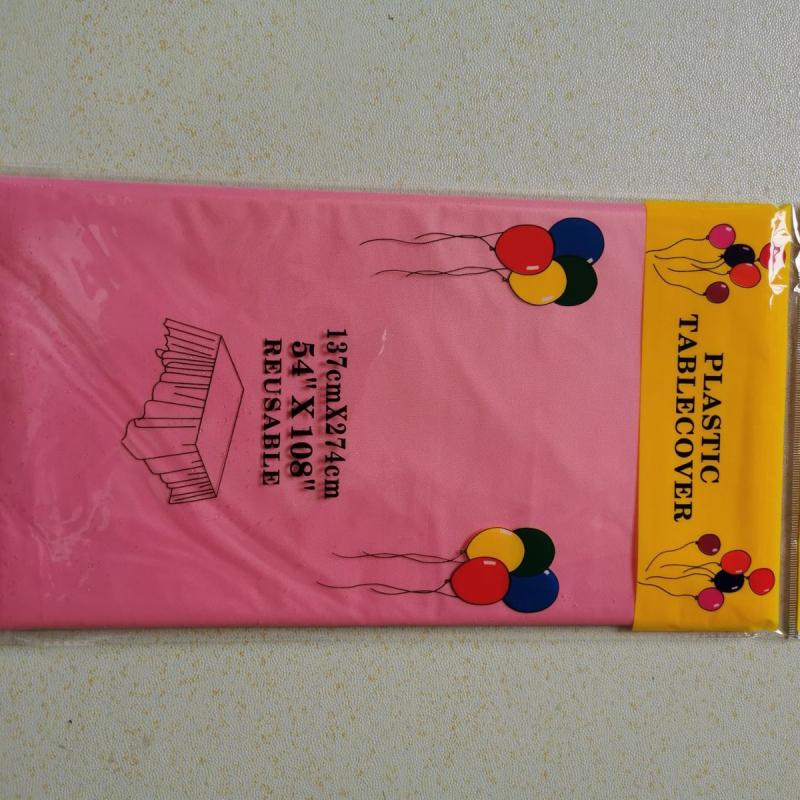 PLASTIC
TABLECOVER
137cmX274cm
54" X 108"
REUSABLE